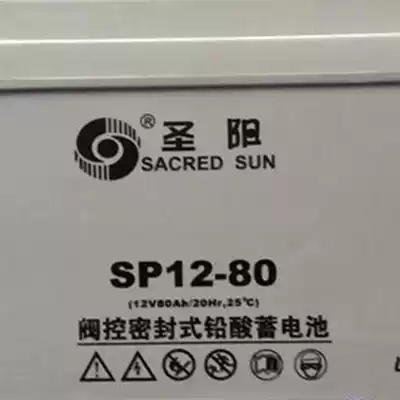 ® 圣阳
SACRED SUN
SP12-80
(12V80Ah/20Hr,25℃)
阀控密封式铅酸蓄电池